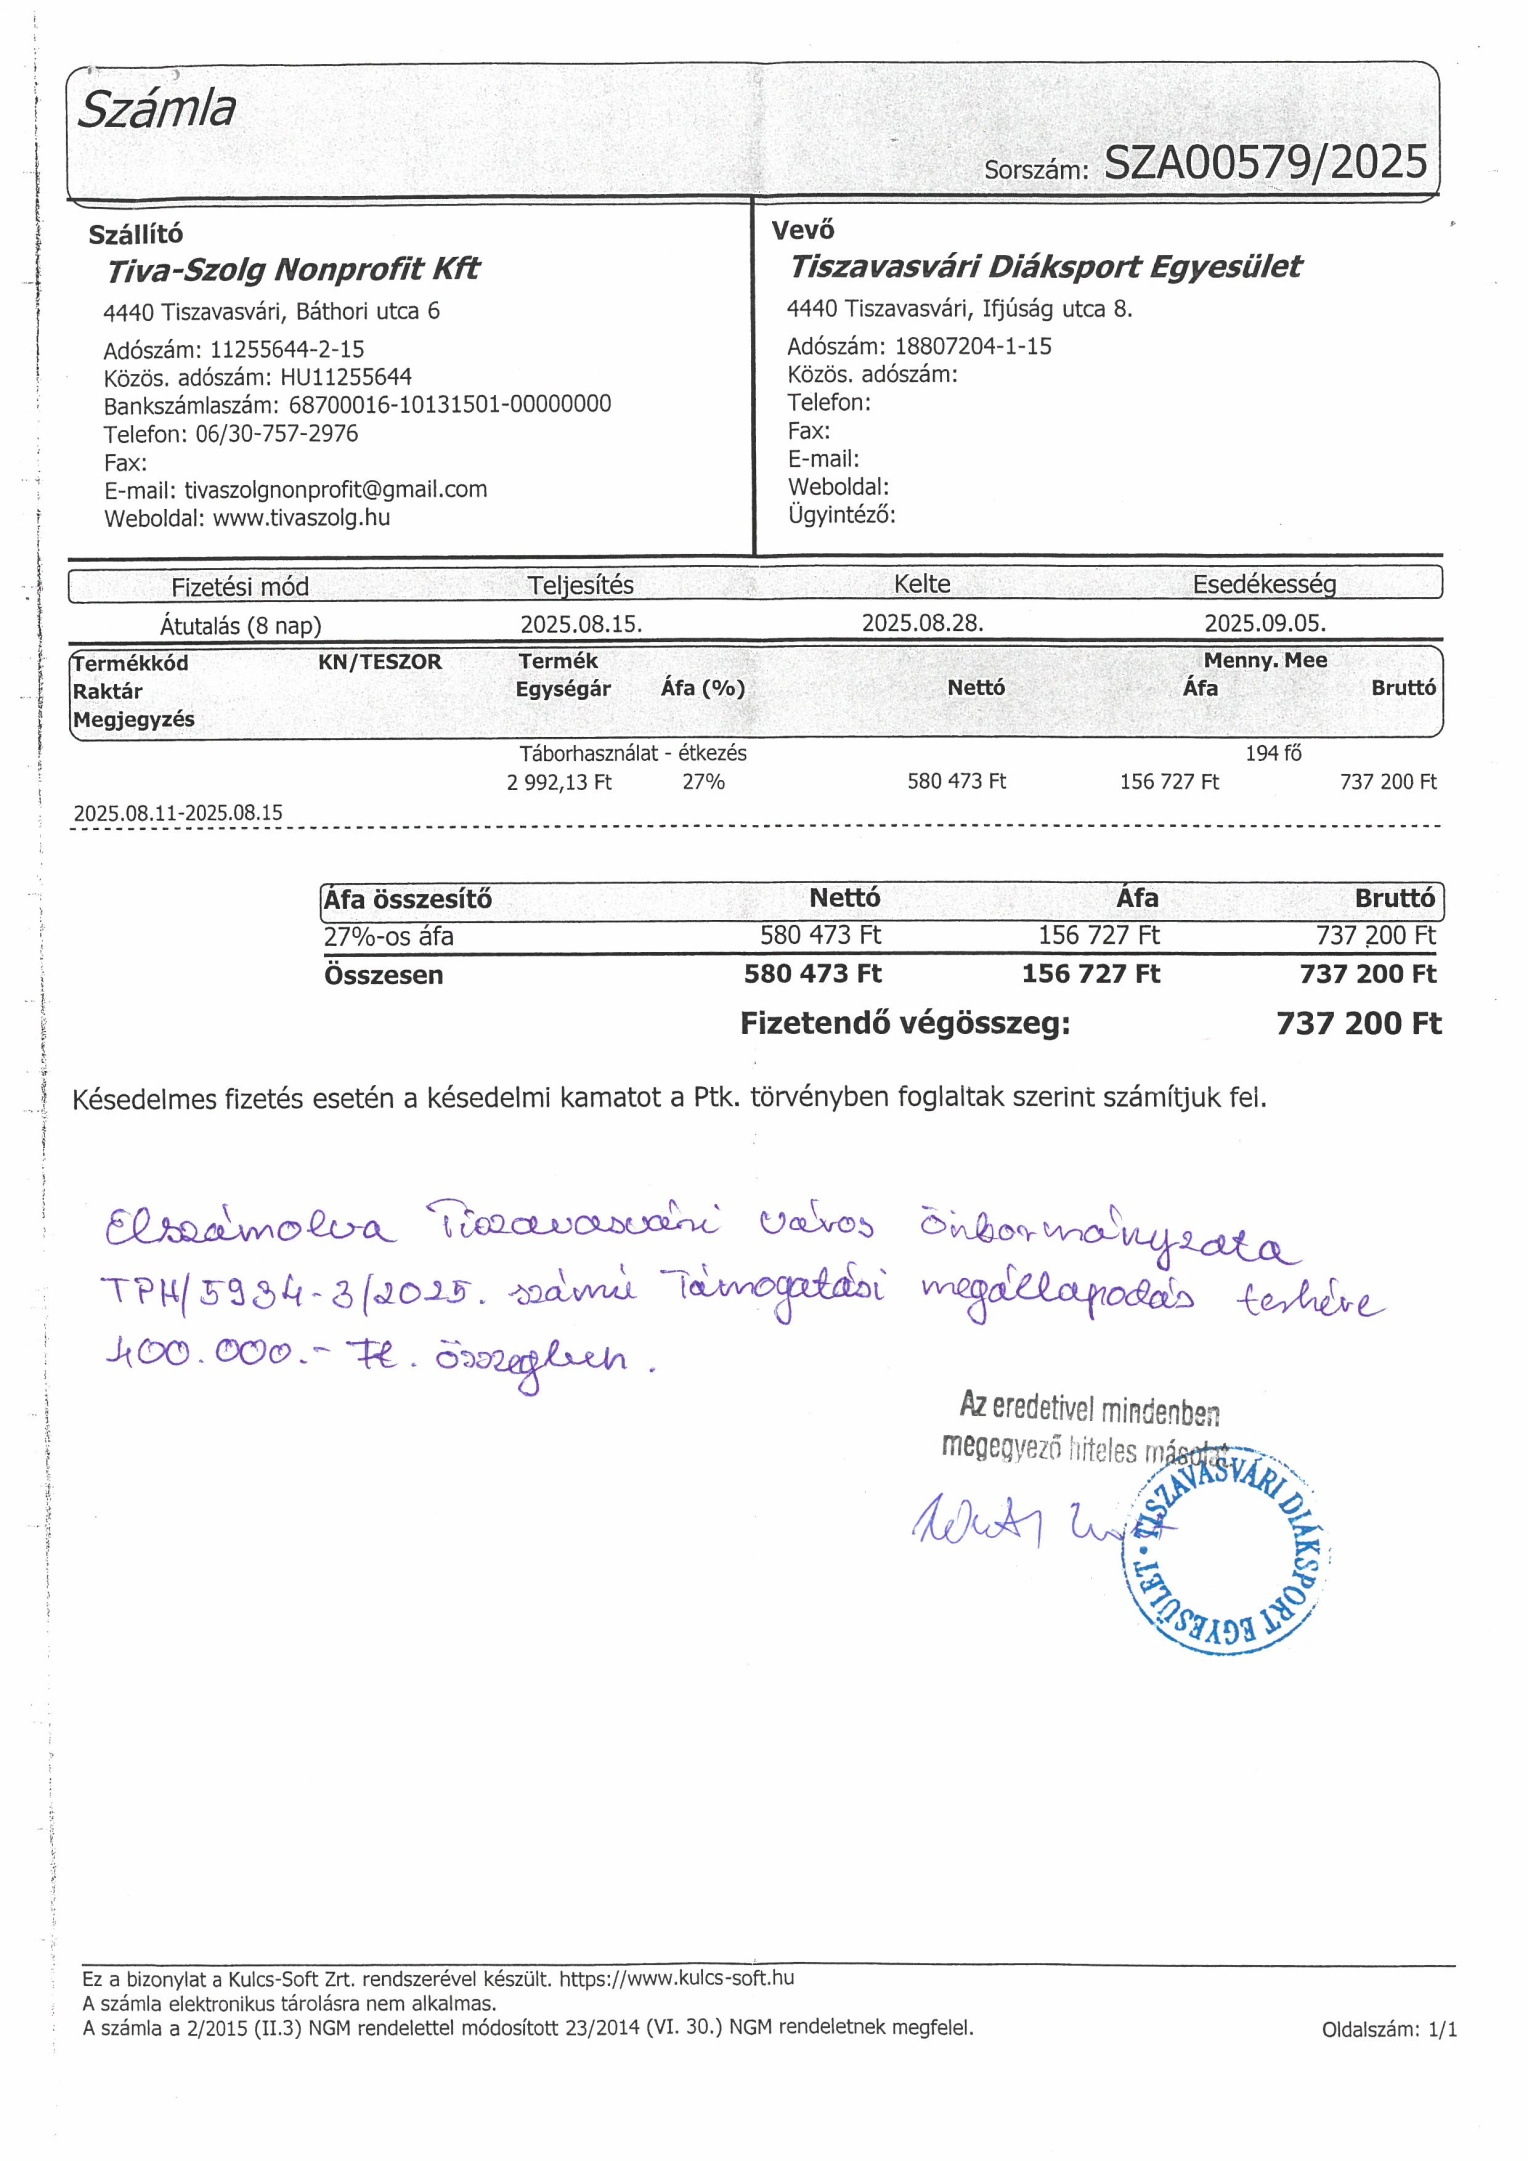 Számla
Sorszám: SZA00579/2025
Szállító
Tiva-Szolg Nonprofit Kft
4440 Tiszavasvári, Báthori utca 6
Adószám: 11255644-2-15
Közös. adószám: HU11255644
Bankszámlaszám: 68700016-10131501-00000000
Telefon: 06/30-757-2976
Fax:
E-mail: tivaszolgnonprofit@gmail.com
Weboldal: www.tivaszolg.hu
Vevő
Tiszavasvári Diáksport Egyesület
4440 Tiszavasvári, Ifjúság utca 8.
Adószám: 18807204-1-15
Közös. adószám:
Telefon:
Fax:
E-mail:
Weboldal:
Ügyintéző:
Fizetési mód Teljesítés Kelte Esedékesség
Átutalás (8 nap) 2025.08.15. 2025.08.28. 2025.09.05.
Termékkód KN/TESZOR Termék Menny. Mee
Raktár Egységár Áfa (%) Nettó Áfa Bruttó
Megjegyzés
Táborhasználat - étkezés 194 fő
2 992,13 Ft 27% 580 473 Ft 156 727 Ft 737 200 Ft
2025.08.11-2025.08.15
Áfa összesítő Nettó Áfa Bruttó
27%-os áfa 580 473 Ft 156 727 Ft 737 200 Ft
Összesen 580 473 Ft 156 727 Ft 737 200 Ft
Fizetendő végösszeg: 737 200 Ft
Késedelmes fizetés esetén a késedelmi kamatot a Ptk. törvényben foglaltak szerint számítjuk fel.
Elszámolva Tiszavasvári város önkormányzata
TPH/5934-3/2025. számú Támogatási megállapodás terhére
400.000.- Ft. összegben.
Az eredetivel mindenben
megegyező hiteles másolat
TISZAVASVÁRI DIÁKSPORT EGYESÜLET •
Ez a bizonylat a Kulcs-Soft Zrt. rendszerével készült. https://www.kulcs-soft.hu
A számla elektronikus tárolásra nem alkalmas.
A számla a 2/2015 (II.3) NGM rendelettel módosított 23/2014 (VI. 30.) NGM rendeletnek megfelel.
Oldalszám: 1/1